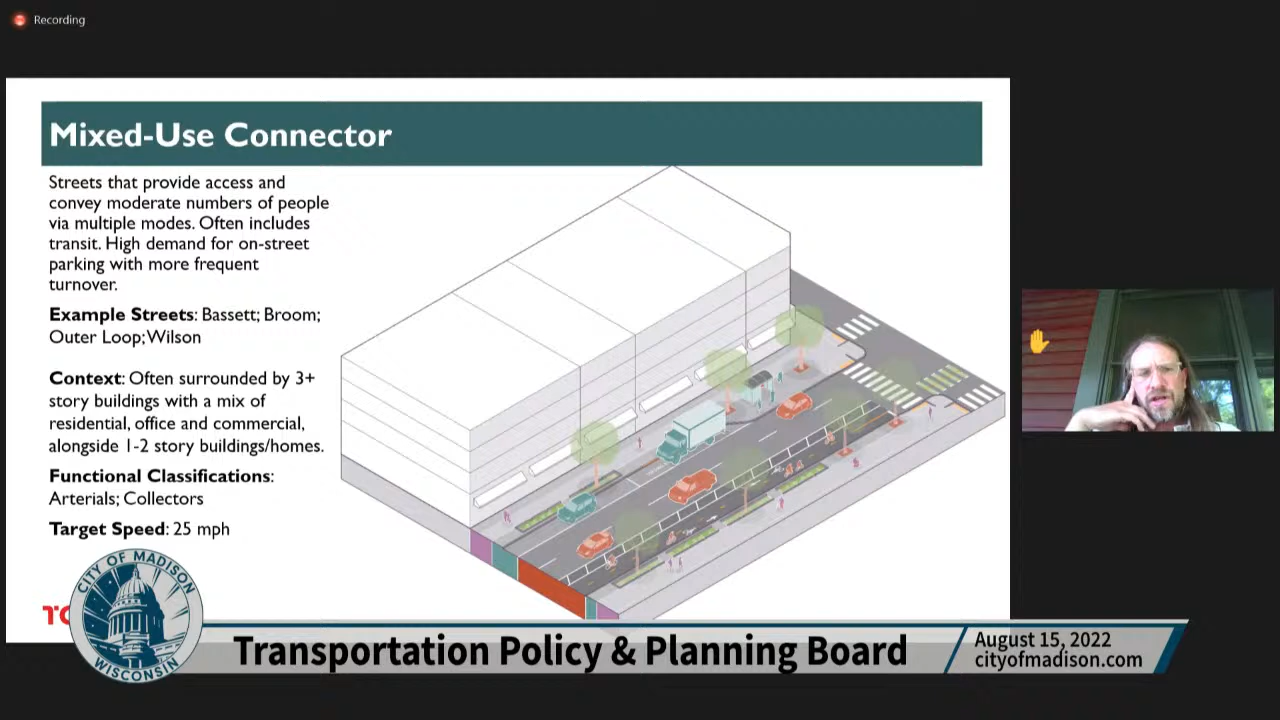 Recording
Mixed-Use Connector
Streets that provide access and
convey moderate numbers of people
via multiple modes. Often includes
transit. High demand for on-street
parking with more frequent
turnover.
Example Streets: Bassett; Broom;
Outer Loop; Wilson
Context: Often surrounded by 3+
story buildings with a mix of
residential, office and commercial,
alongside 1-2 story buildings/homes.
Functional Classifications:
Arterials; Collectors
Target Speed: 25 mph
CITY OF MADISON
WISCONSIN
Transportation Policy & Planning Board
August 15, 2022
cityofmadison.com